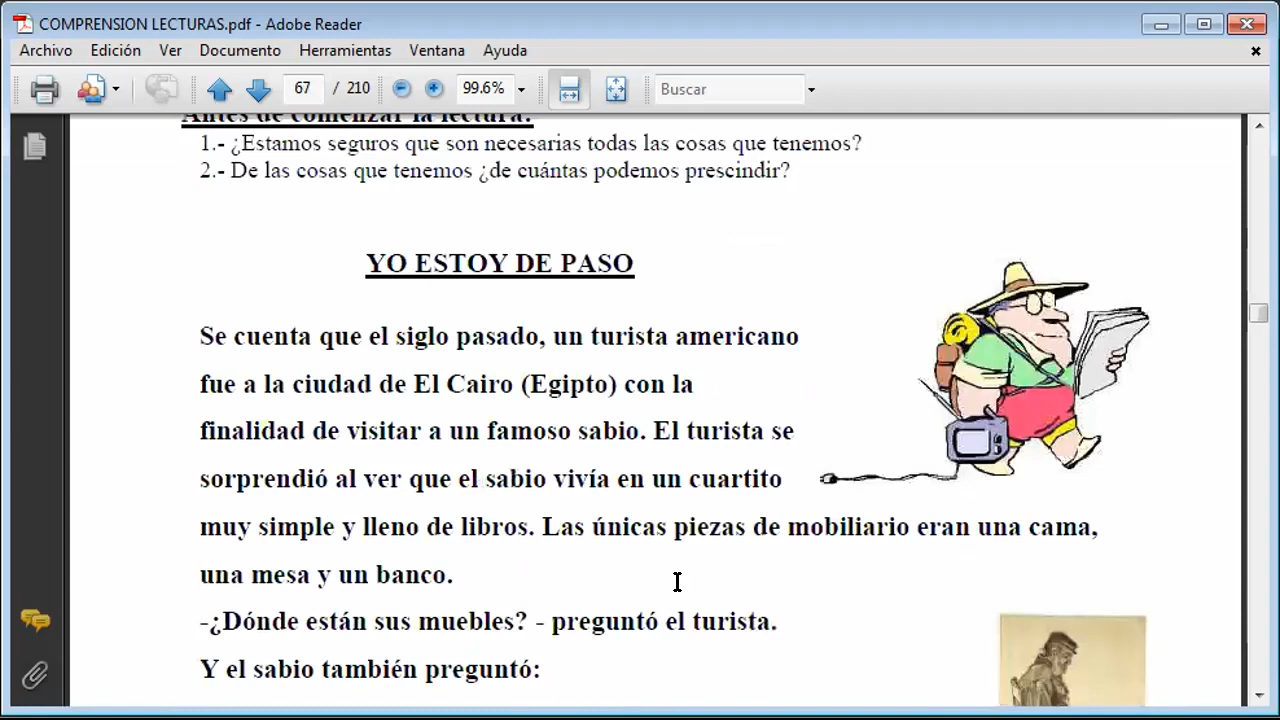 COMPRENSION LECTURAS.pdf - Adobe Reader
Archivo Edición Ver Documento Herramientas Ventana Ayuda
67 / 210 99.6% Buscar
Antes de comenzar la lectura:
1.- ¿Estamos seguros que son necesarias todas las cosas que tenemos?
2.- De las cosas que tenemos ¿de cuántas podemos prescindir?
YO ESTOY DE PASO
Se cuenta que el siglo pasado, un turista americano
fue a la ciudad de El Cairo (Egipto) con la
finalidad de visitar a un famoso sabio. El turista se
sorprendió al ver que el sabio vivía en un cuartito
muy simple y lleno de libros. Las únicas piezas de mobiliario eran una cama,
una mesa y un banco.
-¿Dónde están sus muebles? - preguntó el turista.
Y el sabio también preguntó: